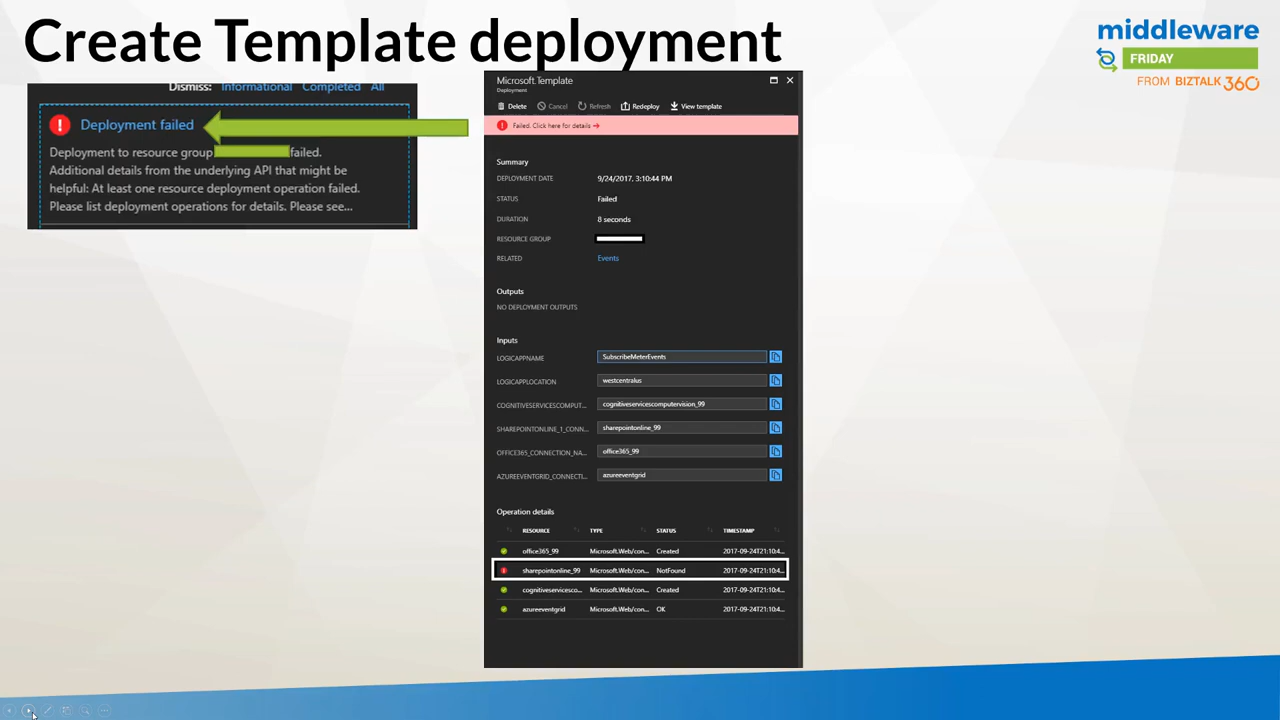 Create Template deployment
middleware
FRIDAY
FROM BIZTALK360
Dismiss: Informational Completed All
Deployment failed
Deployment to resource group failed.
Additional details from the underlying API that might be
helpful: At least one resource deployment operation failed.
Please list deployment operations for details. Please see...
Microsoft.Template
Deployment
Delete Cancel Refresh Redeploy View template
Failed. Click here for details →
Summary
DEPLOYMENT DATE 9/24/2017, 3:10:44 PM
STATUS Failed
DURATION 8 seconds
RESOURCE GROUP
RELATED Events
Outputs
NO DEPLOYMENT OUTPUTS
Inputs
LOGICAPPNAME SubscribeMeterEvents
LOGICAPPLOCATION westcentralus
COGNITIVESERVICESCOMPUT... cognitiveservicescomputervision_99
SHAREPOINTONLINE_1_CONN... sharepointonline_99
OFFICE365_CONNECTION_NA... office365_99
AZUREEVENTGRID_CONNECTI... azureeventgrid
Operation details
RESOURCE TYPE STATUS TIMESTAMP
office365_99 Microsoft.Web/con... Created 2017-09-24T21:10:4...
sharepointonline_99 Microsoft.Web/con... NotFound 2017-09-24T21:10:4...
cognitiveservicesco... Microsoft.Web/con... Created 2017-09-24T21:10:4...
azureeventgrid Microsoft.Web/con... OK 2017-09-24T21:10:4...